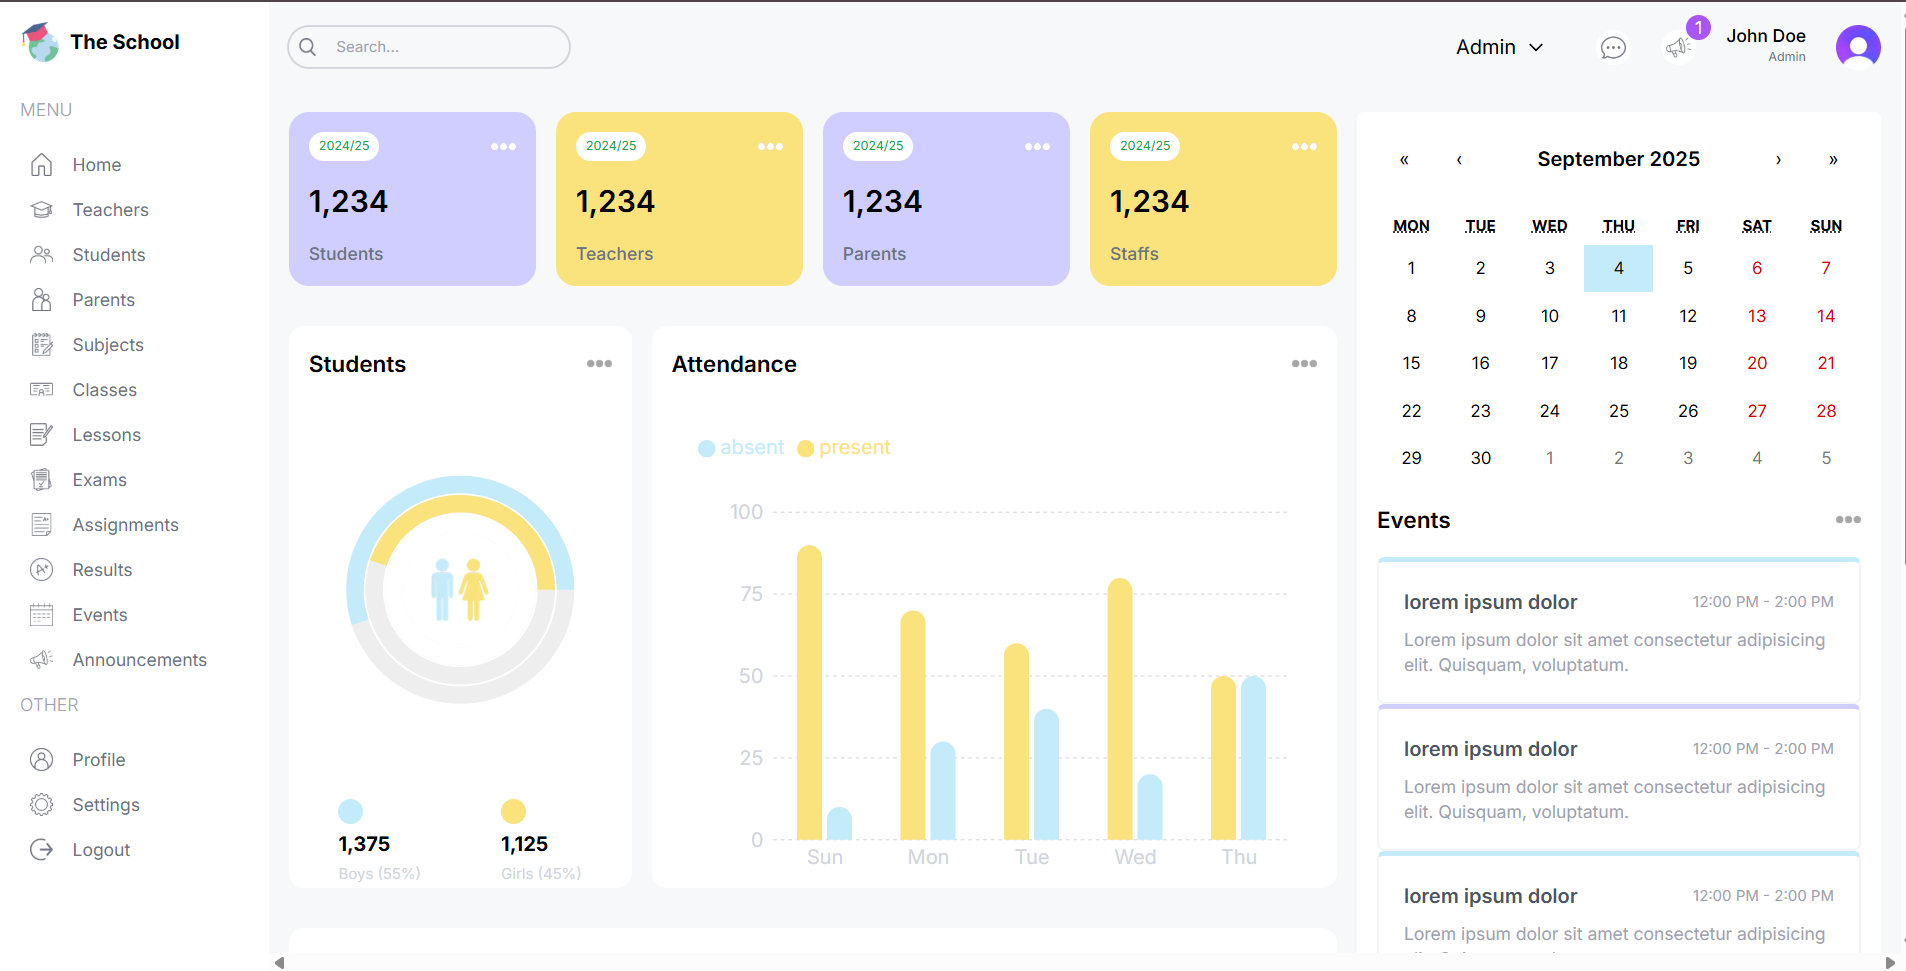 The School
MENU
Home
Teachers
Students
Parents
Subjects
Classes
Lessons
Exams
Assignments
Results
Events
Announcements
OTHER
Profile
Settings
Logout
Search...
Admin
1
John Doe
Admin
2024/25
1,234
Students
2024/25
1,234
Teachers
2024/25
1,234
Parents
2024/25
1,234
Staffs
Students
1,375
Boys (55%)
1,125
Girls (45%)
Attendance
absent present
100
75
50
25
0
Sun Mon Tue Wed Thu
« ‹ September 2025 › »
MON TUE WED THU FRI SAT SUN
1 2 3 4 5 6 7
8 9 10 11 12 13 14
15 16 17 18 19 20 21
22 23 24 25 26 27 28
29 30 1 2 3 4 5
Events
lorem ipsum dolor 12:00 PM - 2:00 PM
Lorem ipsum dolor sit amet consectetur adipisicing
elit. Quisquam, voluptatum.
lorem ipsum dolor 12:00 PM - 2:00 PM
Lorem ipsum dolor sit amet consectetur adipisicing
elit. Quisquam, voluptatum.
lorem ipsum dolor 12:00 PM - 2:00 PM
Lorem ipsum dolor sit amet consectetur adipisicing